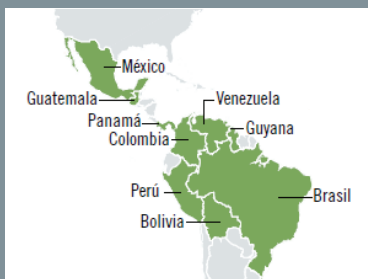 México
Guatemala
Venezuela
Panamá
Guyana
Colombia
Perú
Brasil
Bolivia